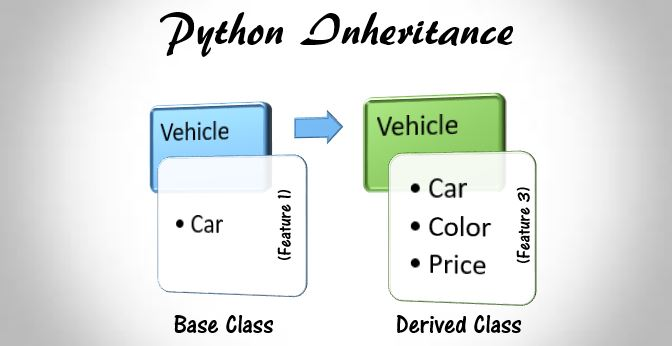 Python Inheritance
Vehicle
• Car
(Feature 1)
Base Class
Vehicle
• Car
• Color
• Price
(Feature 3)
Derived Class